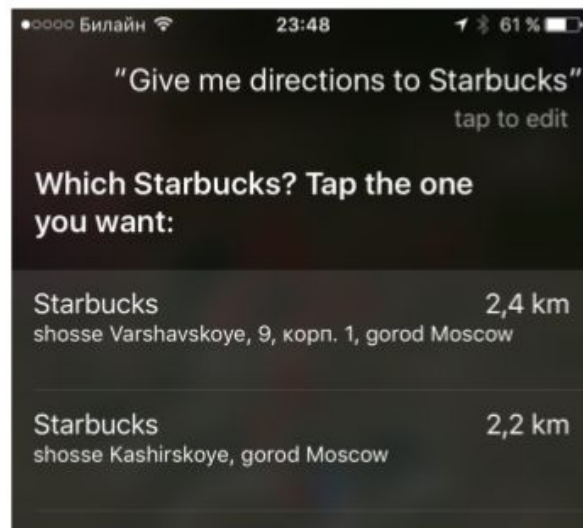 Билайн 23:48 61 %
“Give me directions to Starbucks”
tap to edit
Which Starbucks? Tap the one
you want:
Starbucks 2,4 km
shosse Varshavskoye, 9, корп. 1, gorod Moscow
Starbucks 2,2 km
shosse Kashirskoye, gorod Moscow